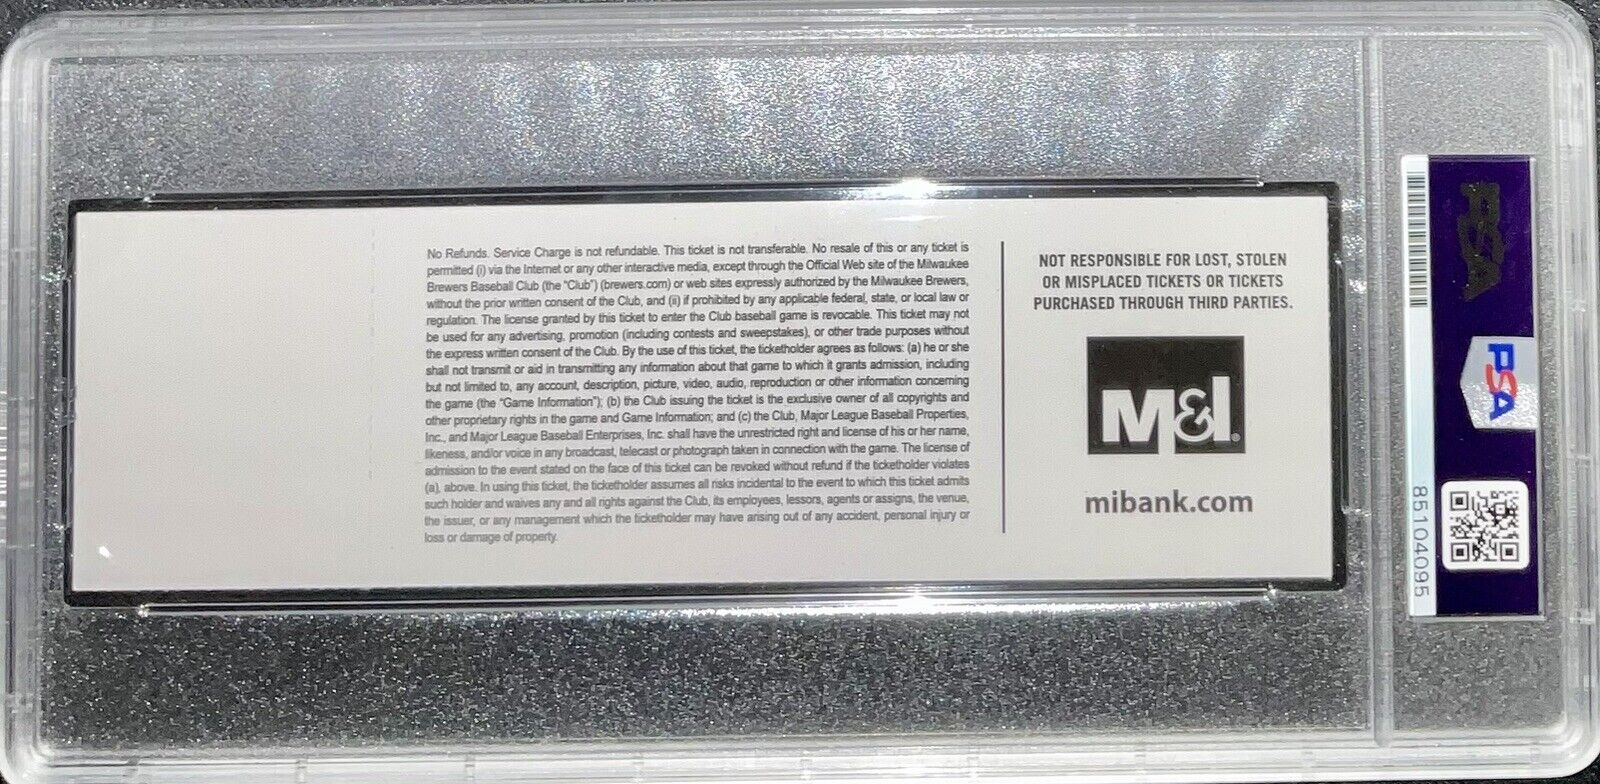 No Refunds. Service Charge is not refundable. This ticket is not transferable. No resale of this or any ticket is
permitted (i) via the Internet or any other interactive media, except through the Official Web site of the Milwaukee
Brewers Baseball Club (the "Club") (brewers.com) or web sites expressly authorized by the Milwaukee Brewers,
without the prior written consent of the Club, and (ii) if prohibited by any applicable federal, state, or local law or
regulation. The license granted by this ticket to enter the Club baseball game is revocable. This ticket may not
be used for any advertising, promotion (including contests and sweepstakes), or other trade purposes without
the express written consent of the Club. By the use of this ticket, the ticketholder agrees as follows: (a) he or she
shall not transmit or aid in transmitting any information about that game to which it grants admission, including
but not limited to, any account, description, picture, video, audio, reproduction or other information concerning
the game (the "Game Information"); (b) the Club issuing the ticket is the exclusive owner of all copyrights and
other proprietary rights in the game and Game Information; and (c) the Club, Major League Baseball Properties,
Inc., and Major League Baseball Enterprises, Inc. shall have the unrestricted right and license of his or her name,
likeness, and/or voice in any broadcast, telecast or photograph taken in connection with the game. The license of
admission to the event stated on the face of this ticket can be revoked without refund if the ticketholder violates
(a), above. In using this ticket, the ticketholder assumes all risks incidental to the event to which this ticket admits
such holder and waives any and all rights against the Club, its employees, lessors, agents or assigns, the venue,
the issuer, or any management which the ticketholder may have arising out of any accident, personal injury or
loss or damage of property.
NOT RESPONSIBLE FOR LOST, STOLEN
OR MISPLACED TICKETS OR TICKETS
PURCHASED THROUGH THIRD PARTIES.
M&I®
mibank.com
PSA
PSA
85104095